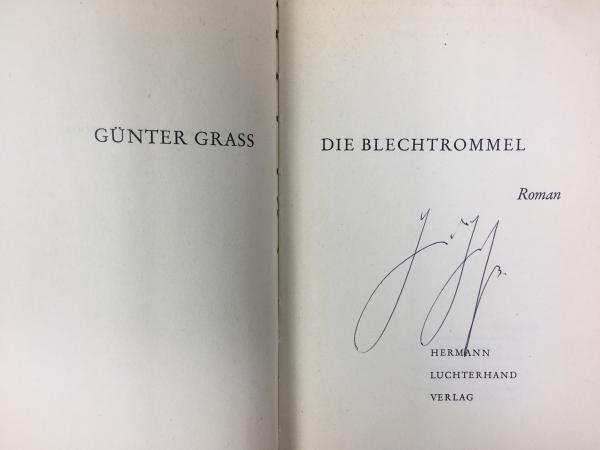 GÜNTER GRASS
DIE BLECHTROMMEL
Roman
HERMANN
LUCHTERHAND
VERLAG